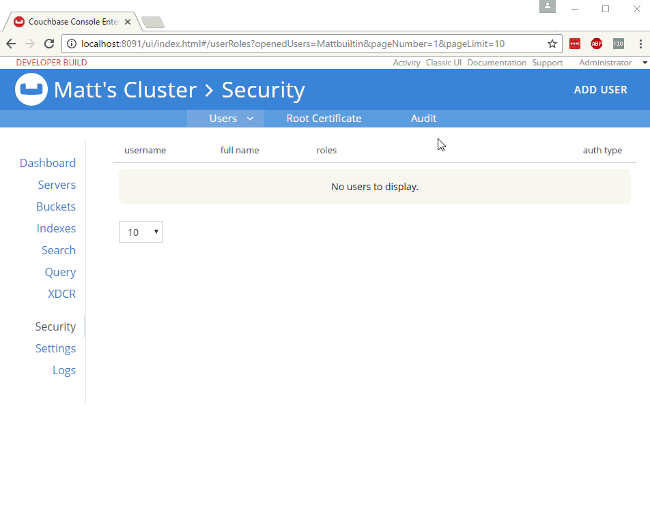 Couchbase Console Ente
localhost:8091/ui/index.html#/userRoles?openedUsers=Mattbuiltin&pageNumber=1&pageLimit=10
ABP
DEVELOPER BUILD
Activity Classic UI Documentation Support Administrator
Matt's Cluster > Security
ADD USER
Users Root Certificate Audit
username full name roles auth type
No users to display.
10
Dashboard
Servers
Buckets
Indexes
Search
Query
XDCR
Security
Settings
Logs